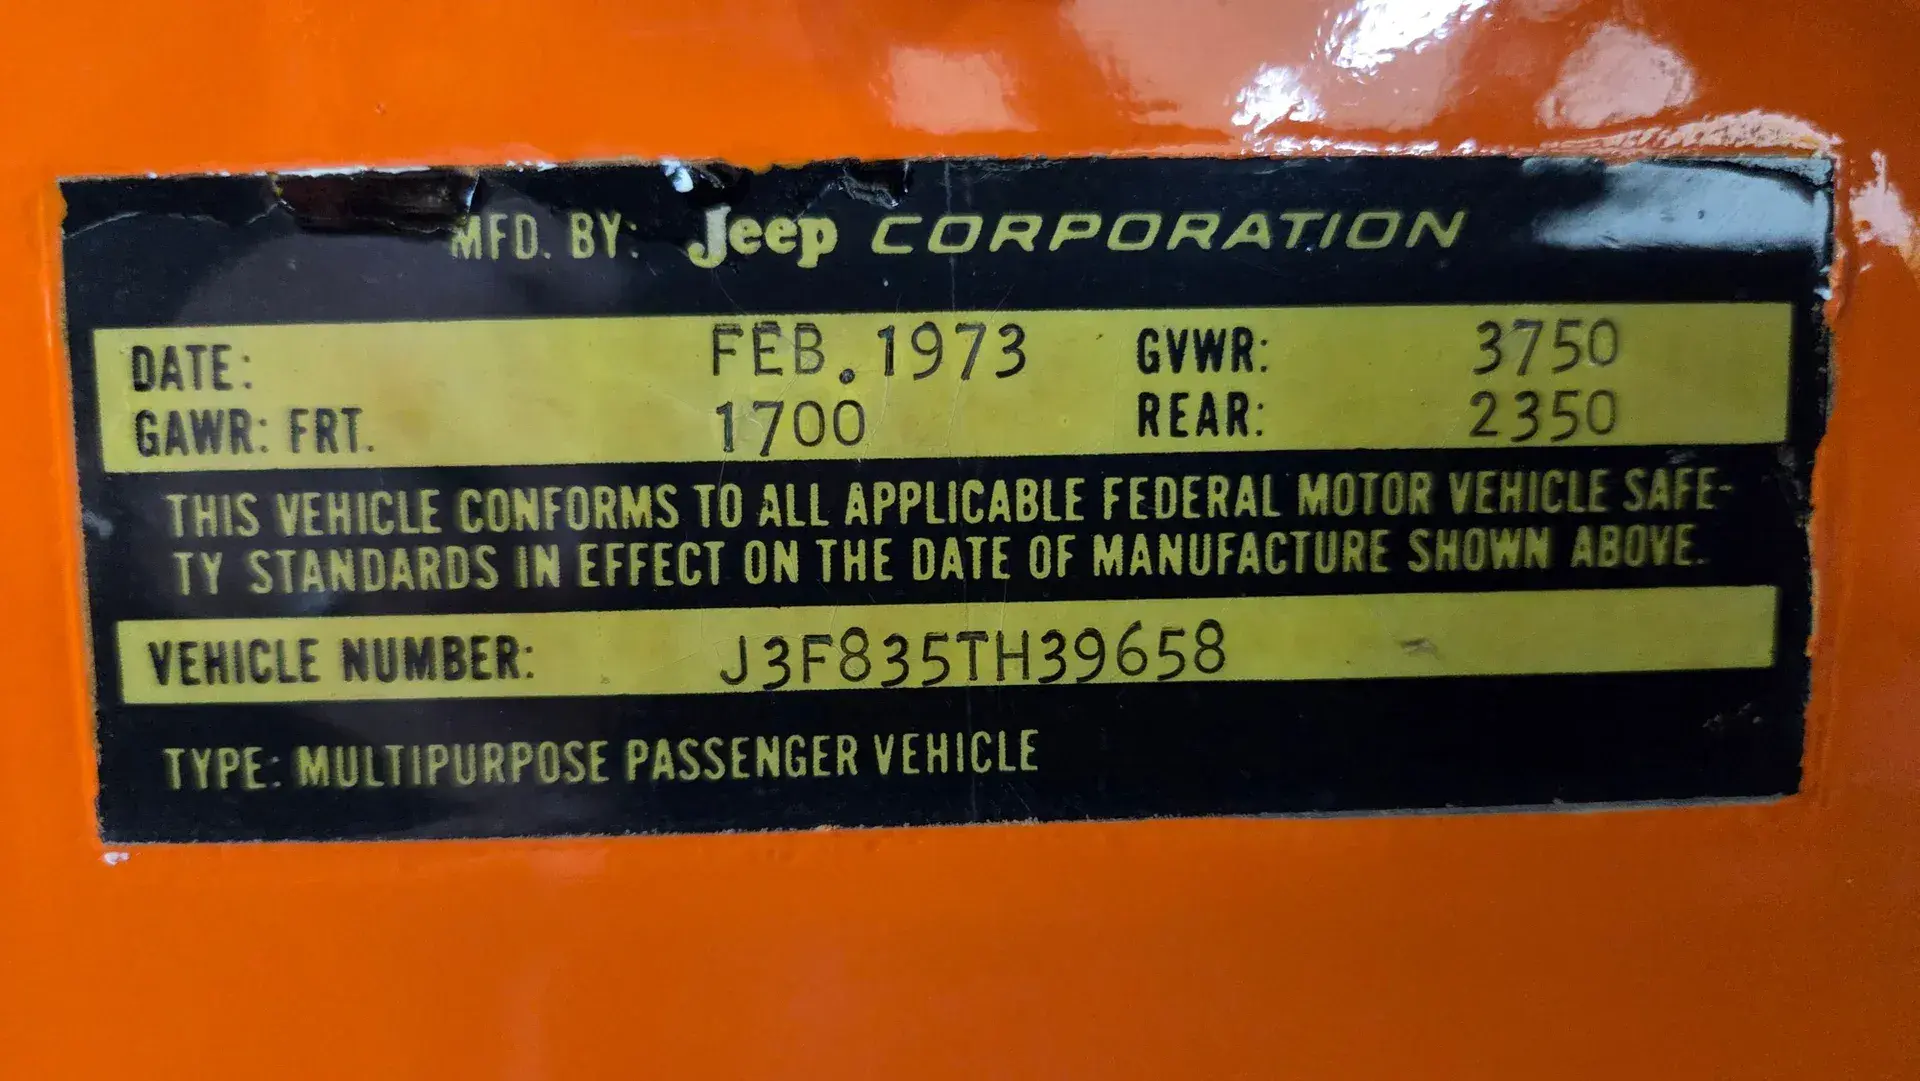 MFD. BY: Jeep CORPORATION
DATE: FEB. 1973 GVWR: 3750
GAWR: FRT. 1700 REAR: 2350
THIS VEHICLE CONFORMS TO ALL APPLICABLE FEDERAL MOTOR VEHICLE SAFE-
TY STANDARDS IN EFFECT ON THE DATE OF MANUFACTURE SHOWN ABOVE.
VEHICLE NUMBER: J3F835TH39658
TYPE: MULTIPURPOSE PASSENGER VEHICLE